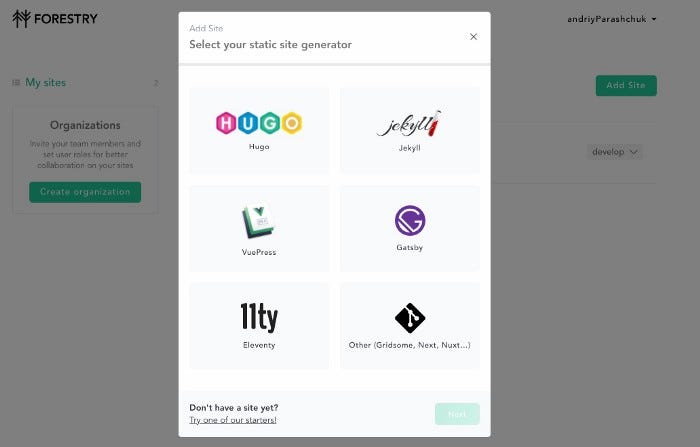 FORESTRY
andriyParashchuk
My sites
2
Add Site
Organizations
Invite your team members and
set user roles for better
collaboration on your sites
Create organization
develop
Add Site
Select your static site generator
HUGO
Hugo
jekyll
Jekyll
VuePress
Gatsby
11ty
Eleventy
Other (Gridsome, Next, Nuxt...)
Don't have a site yet?
Try one of our starters!
Next